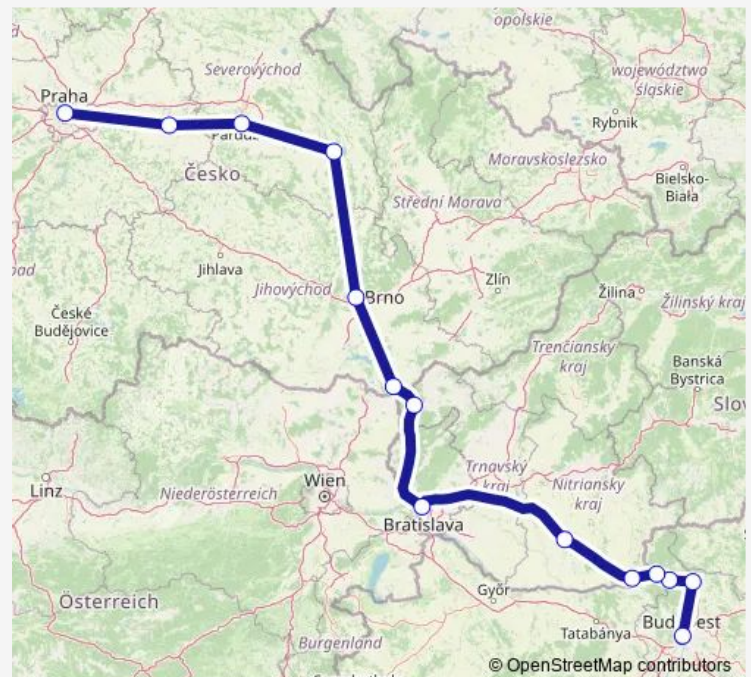 opolskie
Severovýchod
województwo
śląskie
Praha
Rybnik
Moravskoslezsko
Česko
Bielsko-
Biała
Střední Morava
Jihlava
Zlín
Jihovýchod
Brno
Žilina
Žilinský kraj
České
Budějovice
Trenčiansky
kraj
Banská
Bystrica
Linz
Wien
Niederösterreich
Trnavský
kraj
Nitriansky
kraj
Bratislava
Győr
Österreich
Tatabánya
Burgenland
© OpenStreetMap contributors